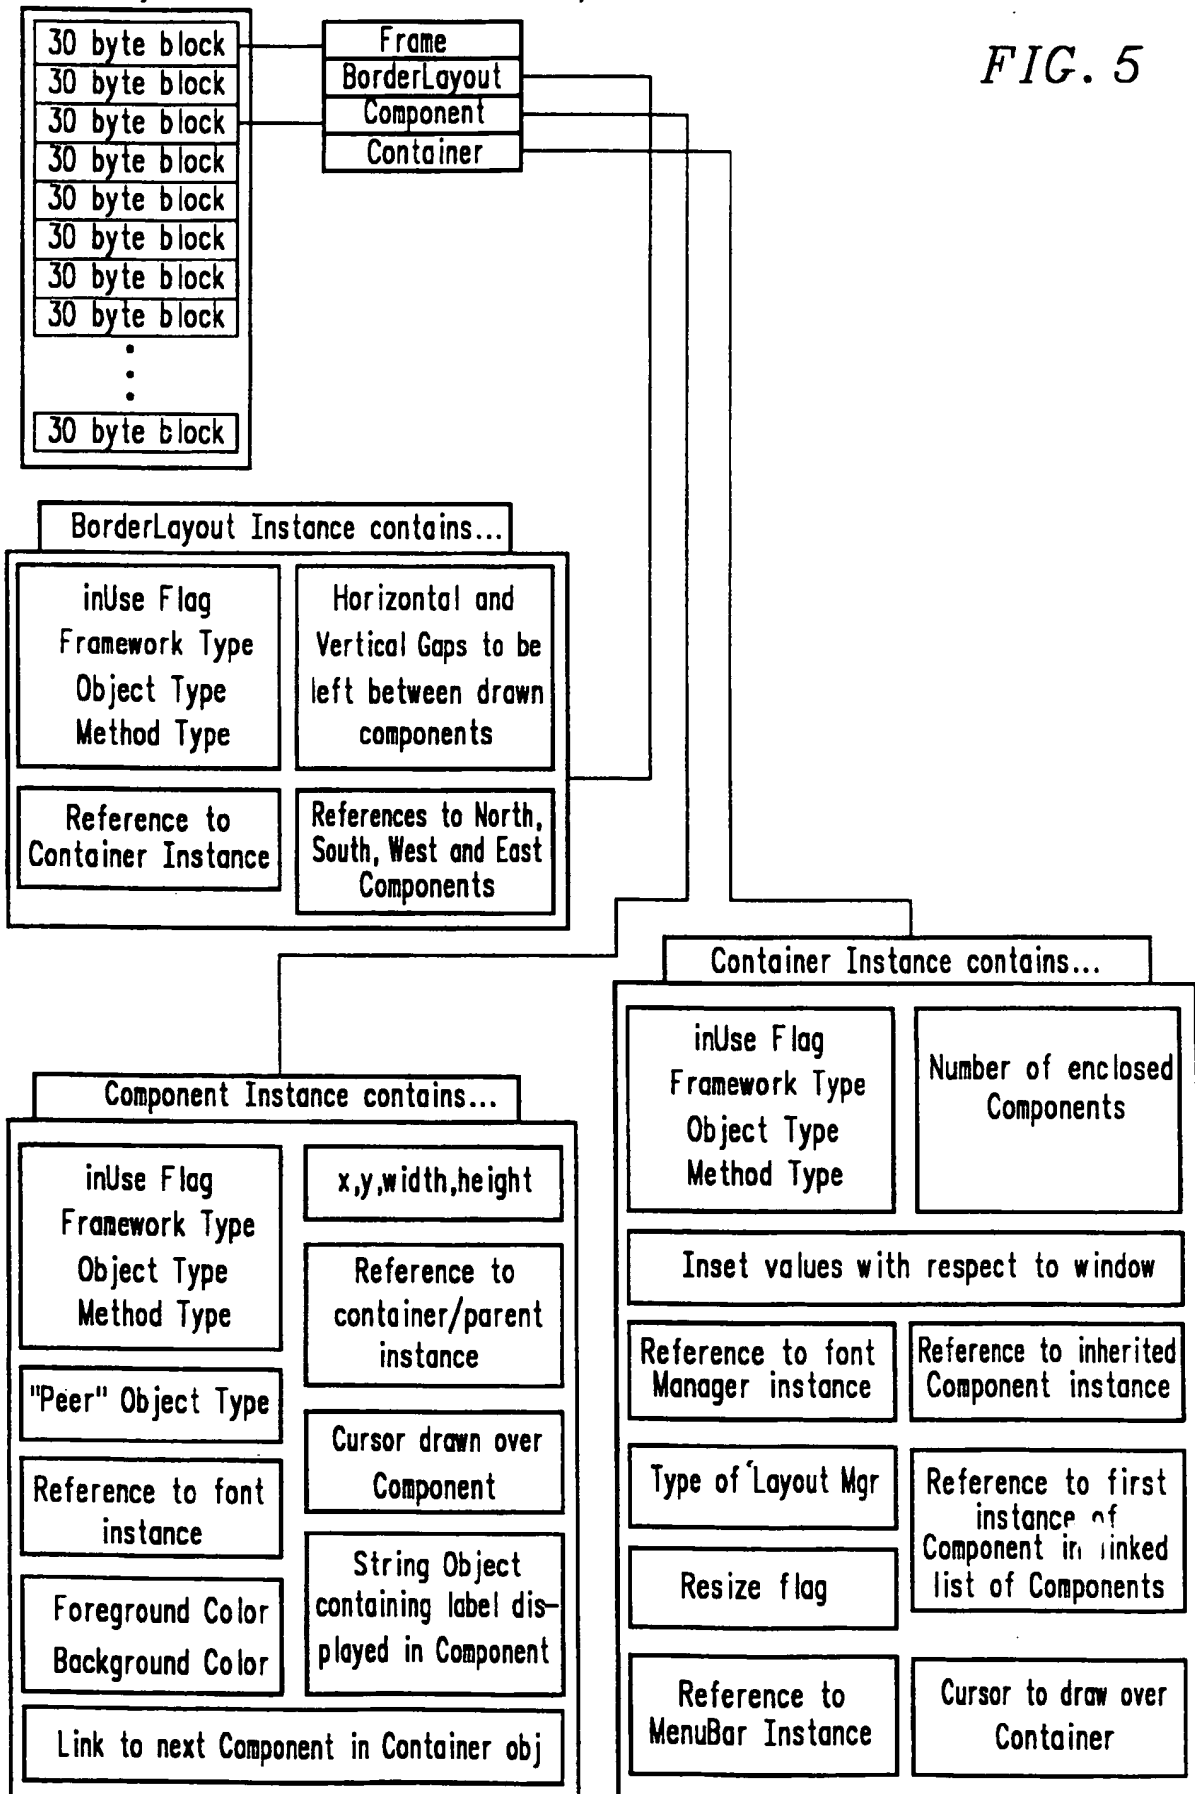 FIG. 5
30 byte block
30 byte block
30 byte block
30 byte block
30 byte block
30 byte block
30 byte block
30 byte block
30 byte block
Frame
BorderLayout
Component
Container
BorderLayout Instance contains...
inUse Flag
Framework Type
Object Type
Method Type
Horizontal and
Vertical Gaps to be
left between drawn
components
Reference to
Container Instance
References to North,
South, West and East
Components
Component Instance contains...
inUse Flag
Framework Type
Object Type
Method Type
"Peer" Object Type
Reference to font
instance
Foreground Color
Background Color
x,y,width,height
Reference to
container/parent
instance
Cursor drawn over
Component
String Object
containing label dis-
played in Component
Link to next Component in Container obj
Container Instance contains...
inUse Flag
Framework Type
Object Type
Method Type
Number of enclosed
Components
Inset values with respect to window
Reference to font
Manager instance
Reference to inherited
Component instance
Type of Layout Mgr
Resize flag
Reference to first
instance of
Component in linked
list of Components
Reference to
MenuBar Instance
Cursor to draw over
Container